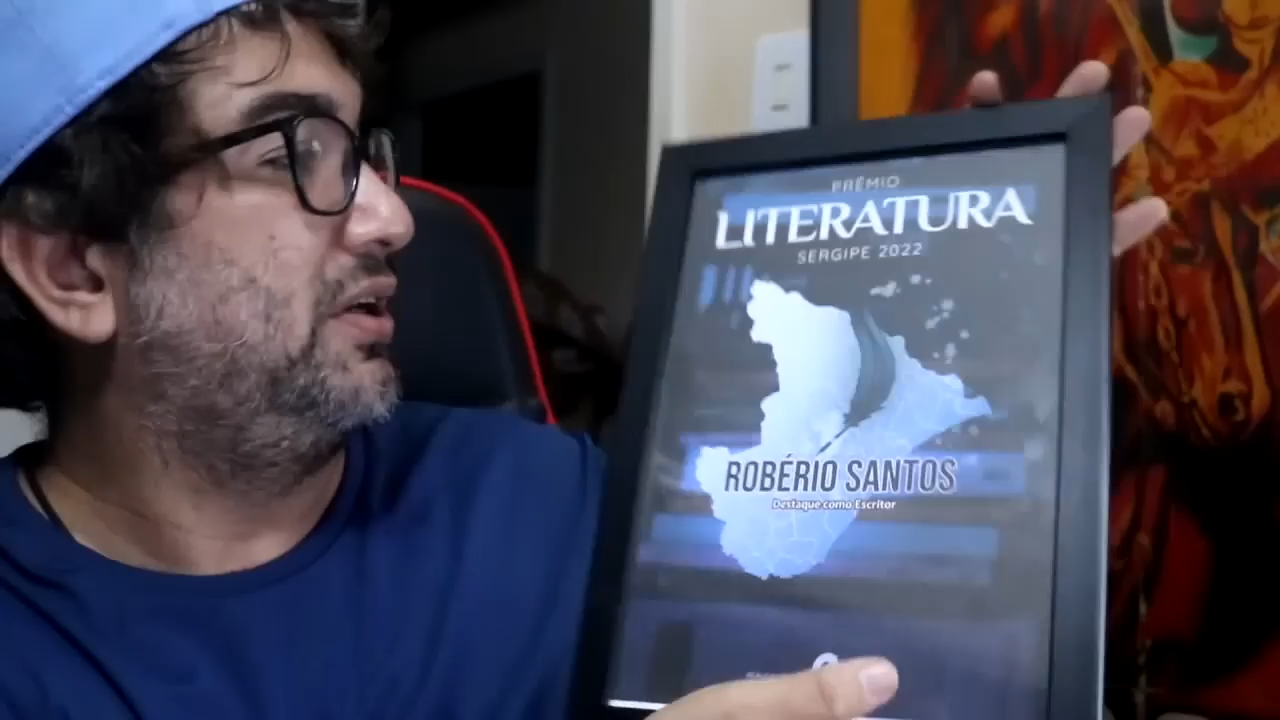 PRÊMIO
LITERATURA
SERGIPE 2022
ROBÉRIO SANTOS
Destaque como Escritor